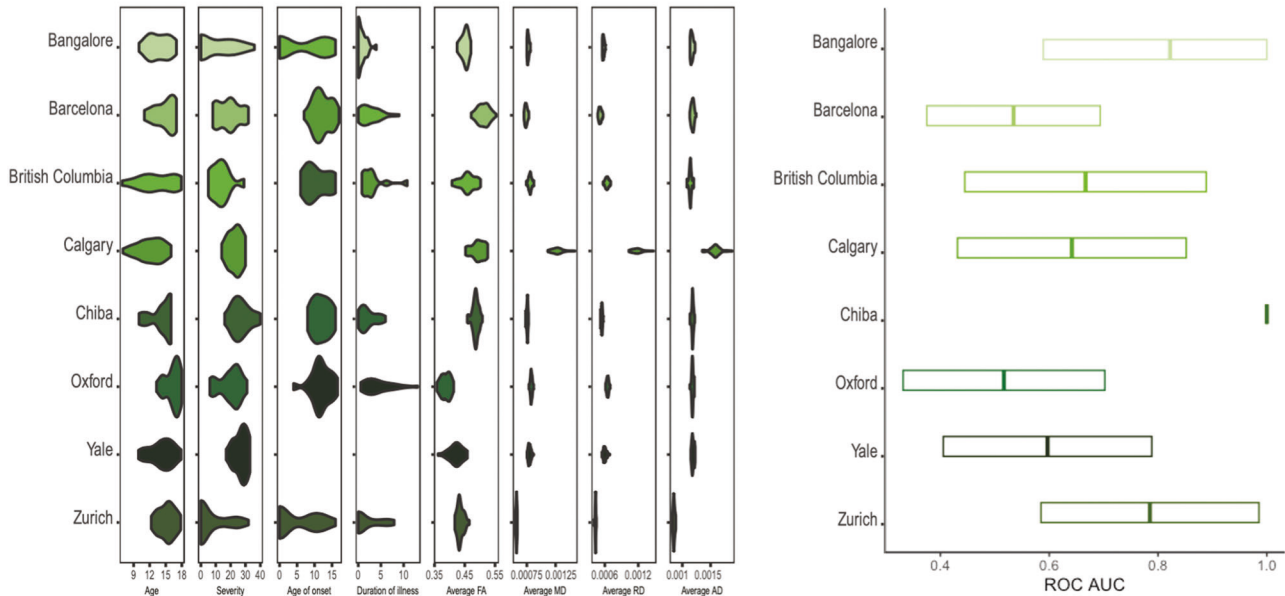 Bangalore
Barcelona
British Columbia
Calgary
Chiba
Oxford
Yale
Zurich
9 12 15 18
Age
0 10 20 30 40
Severity
0 5 10 15
Age of onset
0 5 10
Duration of illness
0.35 0.45 0.55
Average FA
0.00075 0.00125
Average MD
0.0006 0.0012
Average RD
0.001 0.0015
Average AD
Bangalore
Barcelona
British Columbia
Calgary
Chiba
Oxford
Yale
Zurich
0.4 0.6 0.8 1.0
ROC AUC